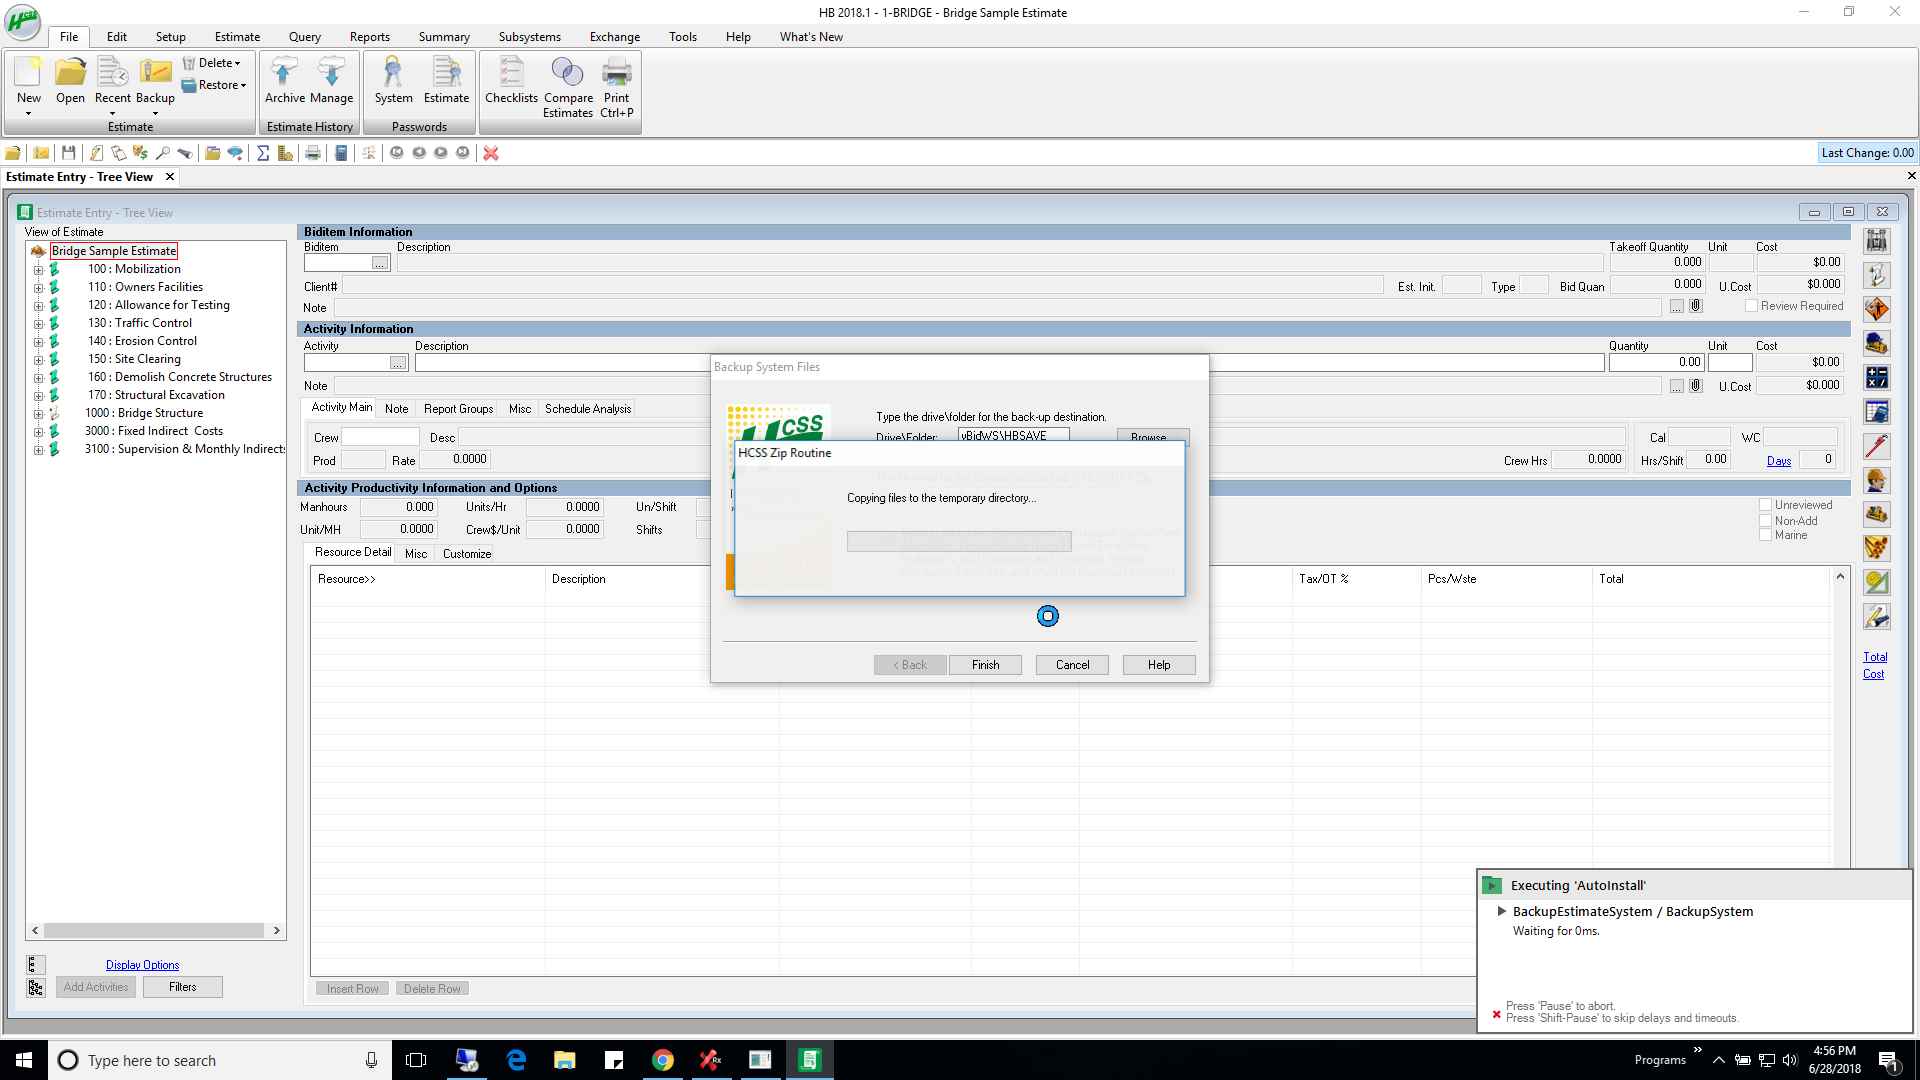 HB 2018.1 - 1-BRIDGE - Bridge Sample Estimate
File Edit Setup Estimate Query Reports Summary Subsystems Exchange Tools Help What's New
New Open Recent Backup Delete Restore
Estimate
Archive Manage
Estimate History
System Estimate
Passwords
Checklists Compare Estimates Print Ctrl+P
Last Change: 0.00
Estimate Entry - Tree View
Estimate Entry - Tree View
View of Estimate
Bridge Sample Estimate
100 : Mobilization
110 : Owners Facilities
120 : Allowance for Testing
130 : Traffic Control
140 : Erosion Control
150 : Site Clearing
160 : Demolish Concrete Structures
170 : Structural Excavation
1000 : Bridge Structure
3000 : Fixed Indirect Costs
3100 : Supervision & Monthly Indirects
Display Options
Add Activities Filters
Biditem Information
Biditem Description Takeoff Quantity Unit Cost
... 0.000 $0.00
Client# Est. Init. Type Bid Quan 0.000 U.Cost $0.000
Note ... Review Required
Activity Information
Activity Description Quantity Unit Cost
... 0.00 $0.00
Note ... U.Cost $0.000
Activity Main Note Report Groups Misc Schedule Analysis
Crew Desc Cal WC
Prod Rate 0.0000 Crew Hrs 0.0000 Hrs/Shift 0.00 Days 0
Activity Productivity Information and Options
Manhours 0.000 Units/Hr 0.0000 Un/Shift
Unit/MH 0.0000 Crew$/Unit 0.0000 Shifts
Unreviewed
Non-Add
Marine
Resource Detail Misc Customize
Resource>> Description Tax/OT % Pcs/Wste Total
Insert Row Delete Row
Total
Cost
Backup System Files
HCSS
Type the drive\folder for the back-up destination.
Drive\Folder: yBidWS\HBSAVE Browse...
HCSS Zip Routine
Copying files to the temporary directory...
< Back Finish Cancel Help
Executing 'AutoInstall'
BackupEstimateSystem / BackupSystem
Waiting for 0ms.
Press 'Pause' to abort.
Press 'Shift-Pause' to skip delays and timeouts.
Type here to search
Programs
4:56 PM
6/28/2018
1